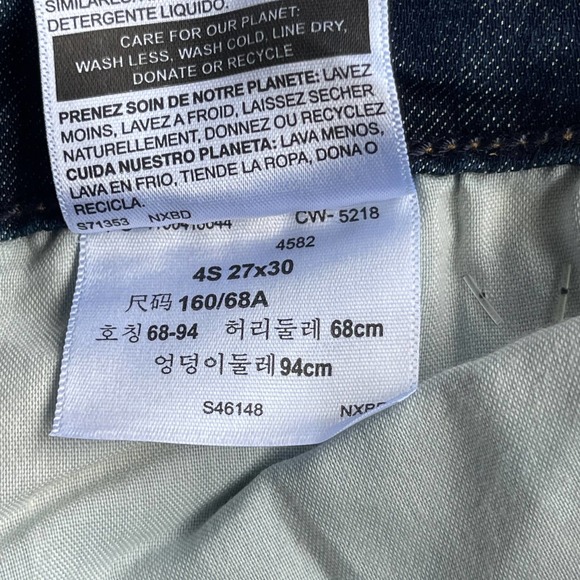 DETERGENTE LIQUIDO.
CARE FOR OUR PLANET:
WASH LESS, WASH COLD, LINE DRY,
DONATE OR RECYCLE
PRENEZ SOIN DE NOTRE PLANETE: LAVEZ
MOINS, LAVEZ A FROID, LAISSEZ SECHER
NATURELLEMENT, DONNEZ OU RECYCLEZ
CUIDA NUESTRO PLANETA: LAVA MENOS,
LAVA EN FRIO, TIENDE LA ROPA, DONA O
RECICLA.
S71353 NXBD
CW- 5218
4582
4S 27x30
尺码 160/68A
호칭 68-94 허리둘레 68cm
엉덩이둘레 94cm
S46148 NXBD